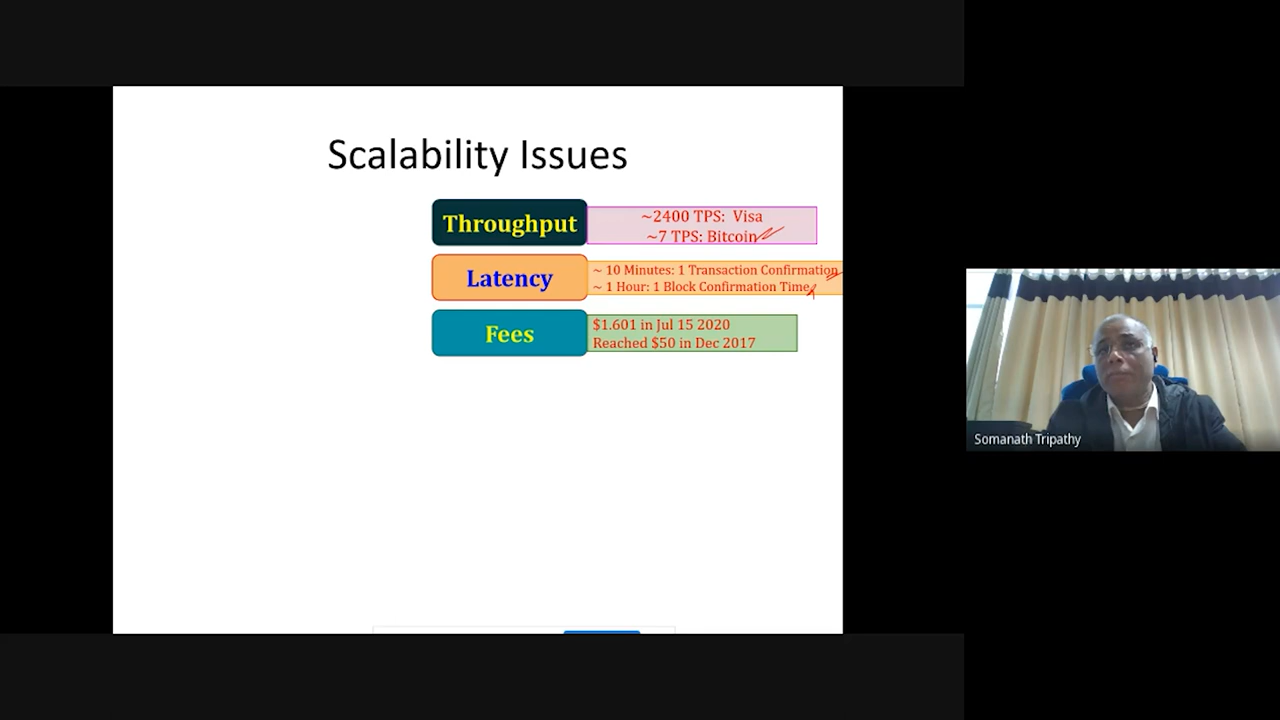 Scalability Issues
Throughput
~2400 TPS: Visa
~7 TPS: Bitcoin
Latency
~ 10 Minutes: 1 Transaction Confirmation
~ 1 Hour: 1 Block Confirmation Time
Fees
$1.601 in Jul 15 2020
Reached $50 in Dec 2017
Somanath Tripathy